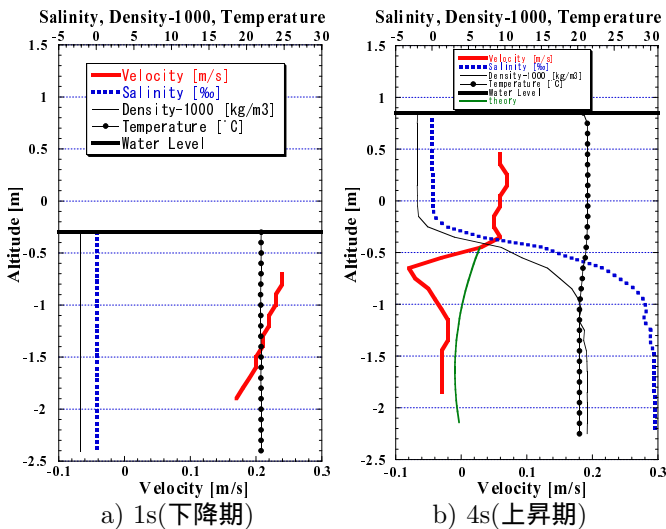 Salinity, Density-1000, Temperature
-5 0 5 10 15 20 25 30
1.5
1
0.5
0
-0.5
-1
-1.5
-2
-2.5
Altitude [m]
Velocity [m/s]
Salinity [‰]
Density-1000 [kg/m3]
Temperature [°C]
Water Level
-0.1 0 0.1 0.2 0.3
Velocity [m/s]
a) 1s(下降期)
Salinity, Density-1000, Temperature
-5 0 5 10 15 20 25 30
1.5
1
0.5
0
-0.5
-1
-1.5
-2
-2.5
Altitude [m]
Velocity [m/s]
Salinity [‰]
Density-1000 [kg/m3]
Temperature [°C]
Water Level
theory
-0.1 0 0.1 0.2 0.3
Velocity [m/s]
b) 4s(上昇期)